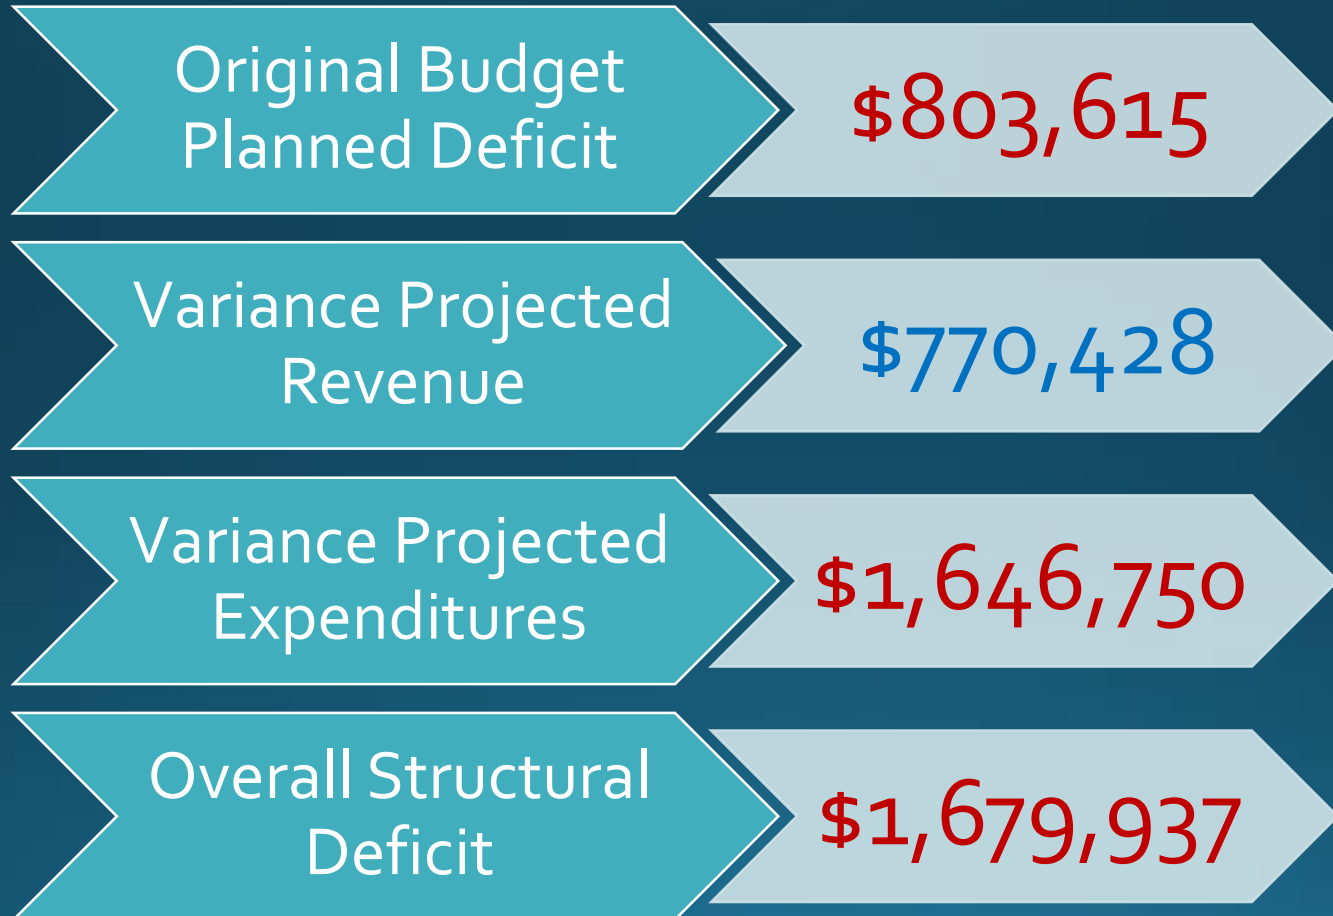 Original Budget
Planned Deficit
$803,615
Variance Projected
Revenue
$770,428
Variance Projected
Expenditures
$1,646,750
Overall Structural
Deficit
$1,679,937